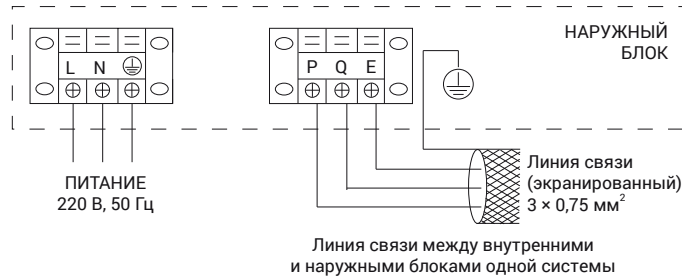 НАРУЖНЫЙ
БЛОК
L N
P Q E
ПИТАНИЕ
220 В, 50 Гц
Линия связи
(экранированный)
3 × 0,75 мм²
Линия связи между внутренними
и наружными блоками одной системы